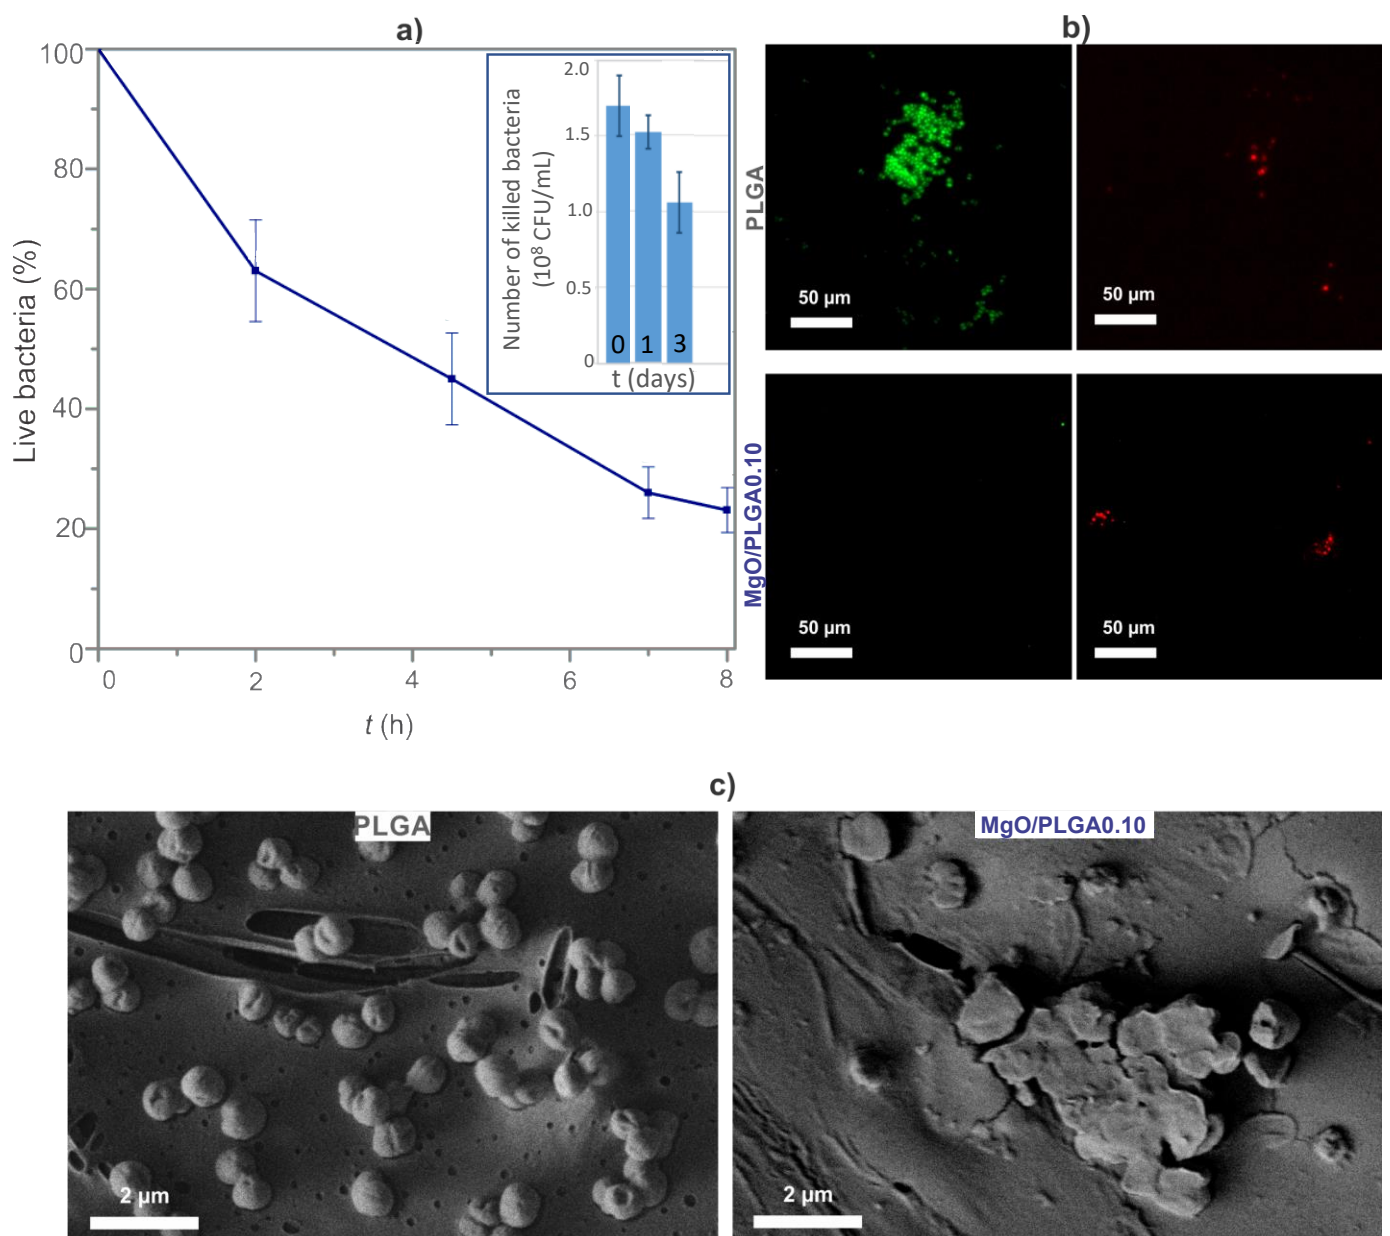 a)
100
80
60
40
20
0
Live bacteria (%)
0
2
4
6
8
t (h)
2.0
1.5
1.0
0.5
0
Number of killed bacteria
(10⁸ CFU/mL)
0
1
3
t (days)
b)
PLGA
50 µm
50 µm
MgO/PLGA0.10
50 µm
50 µm
c)
PLGA
2 µm
MgO/PLGA0.10
2 µm